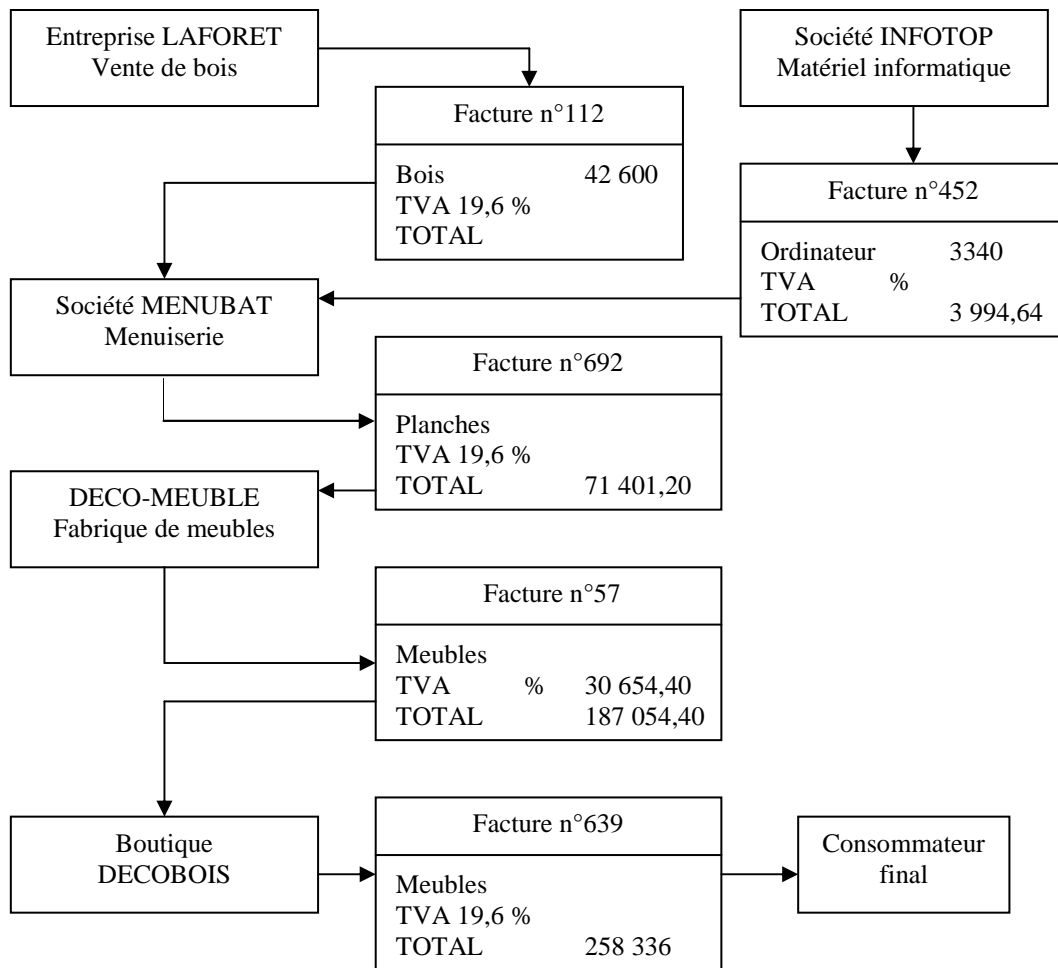 Entreprise LAFORET
Vente de bois
Société INFOTOP
Matériel informatique
Facture n°112
Bois 42 600
TVA 19,6 %
TOTAL
Facture n°452
Ordinateur 3340
TVA %
TOTAL 3 994,64
Société MENUBAT
Menuiserie
Facture n°692
Planches
TVA 19,6 %
TOTAL 71 401,20
DECO-MEUBLE
Fabrique de meubles
Facture n°57
Meubles
TVA % 30 654,40
TOTAL 187 054,40
Boutique
DECOBOIS
Facture n°639
Meubles
TVA 19,6 %
TOTAL 258 336
Consommateur
final